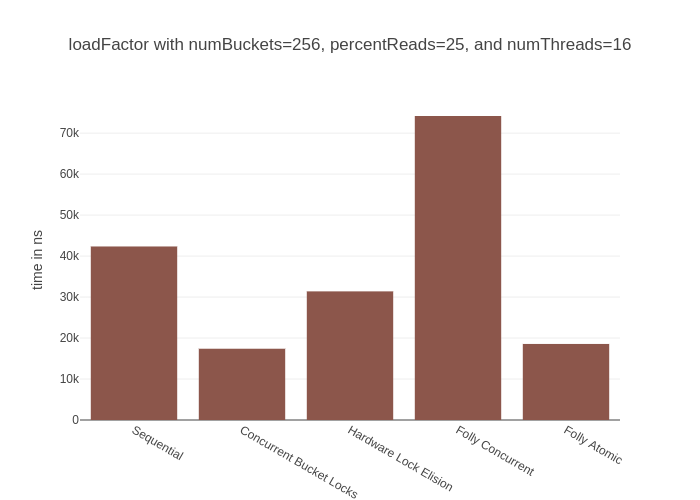 loadFactor with numBuckets=256, percentReads=25, and numThreads=16
time in ns
70k
60k
50k
40k
30k
20k
10k
0
Sequential
Concurrent Bucket Locks
Hardware Lock Elision
Folly Concurrent
Folly Atomic